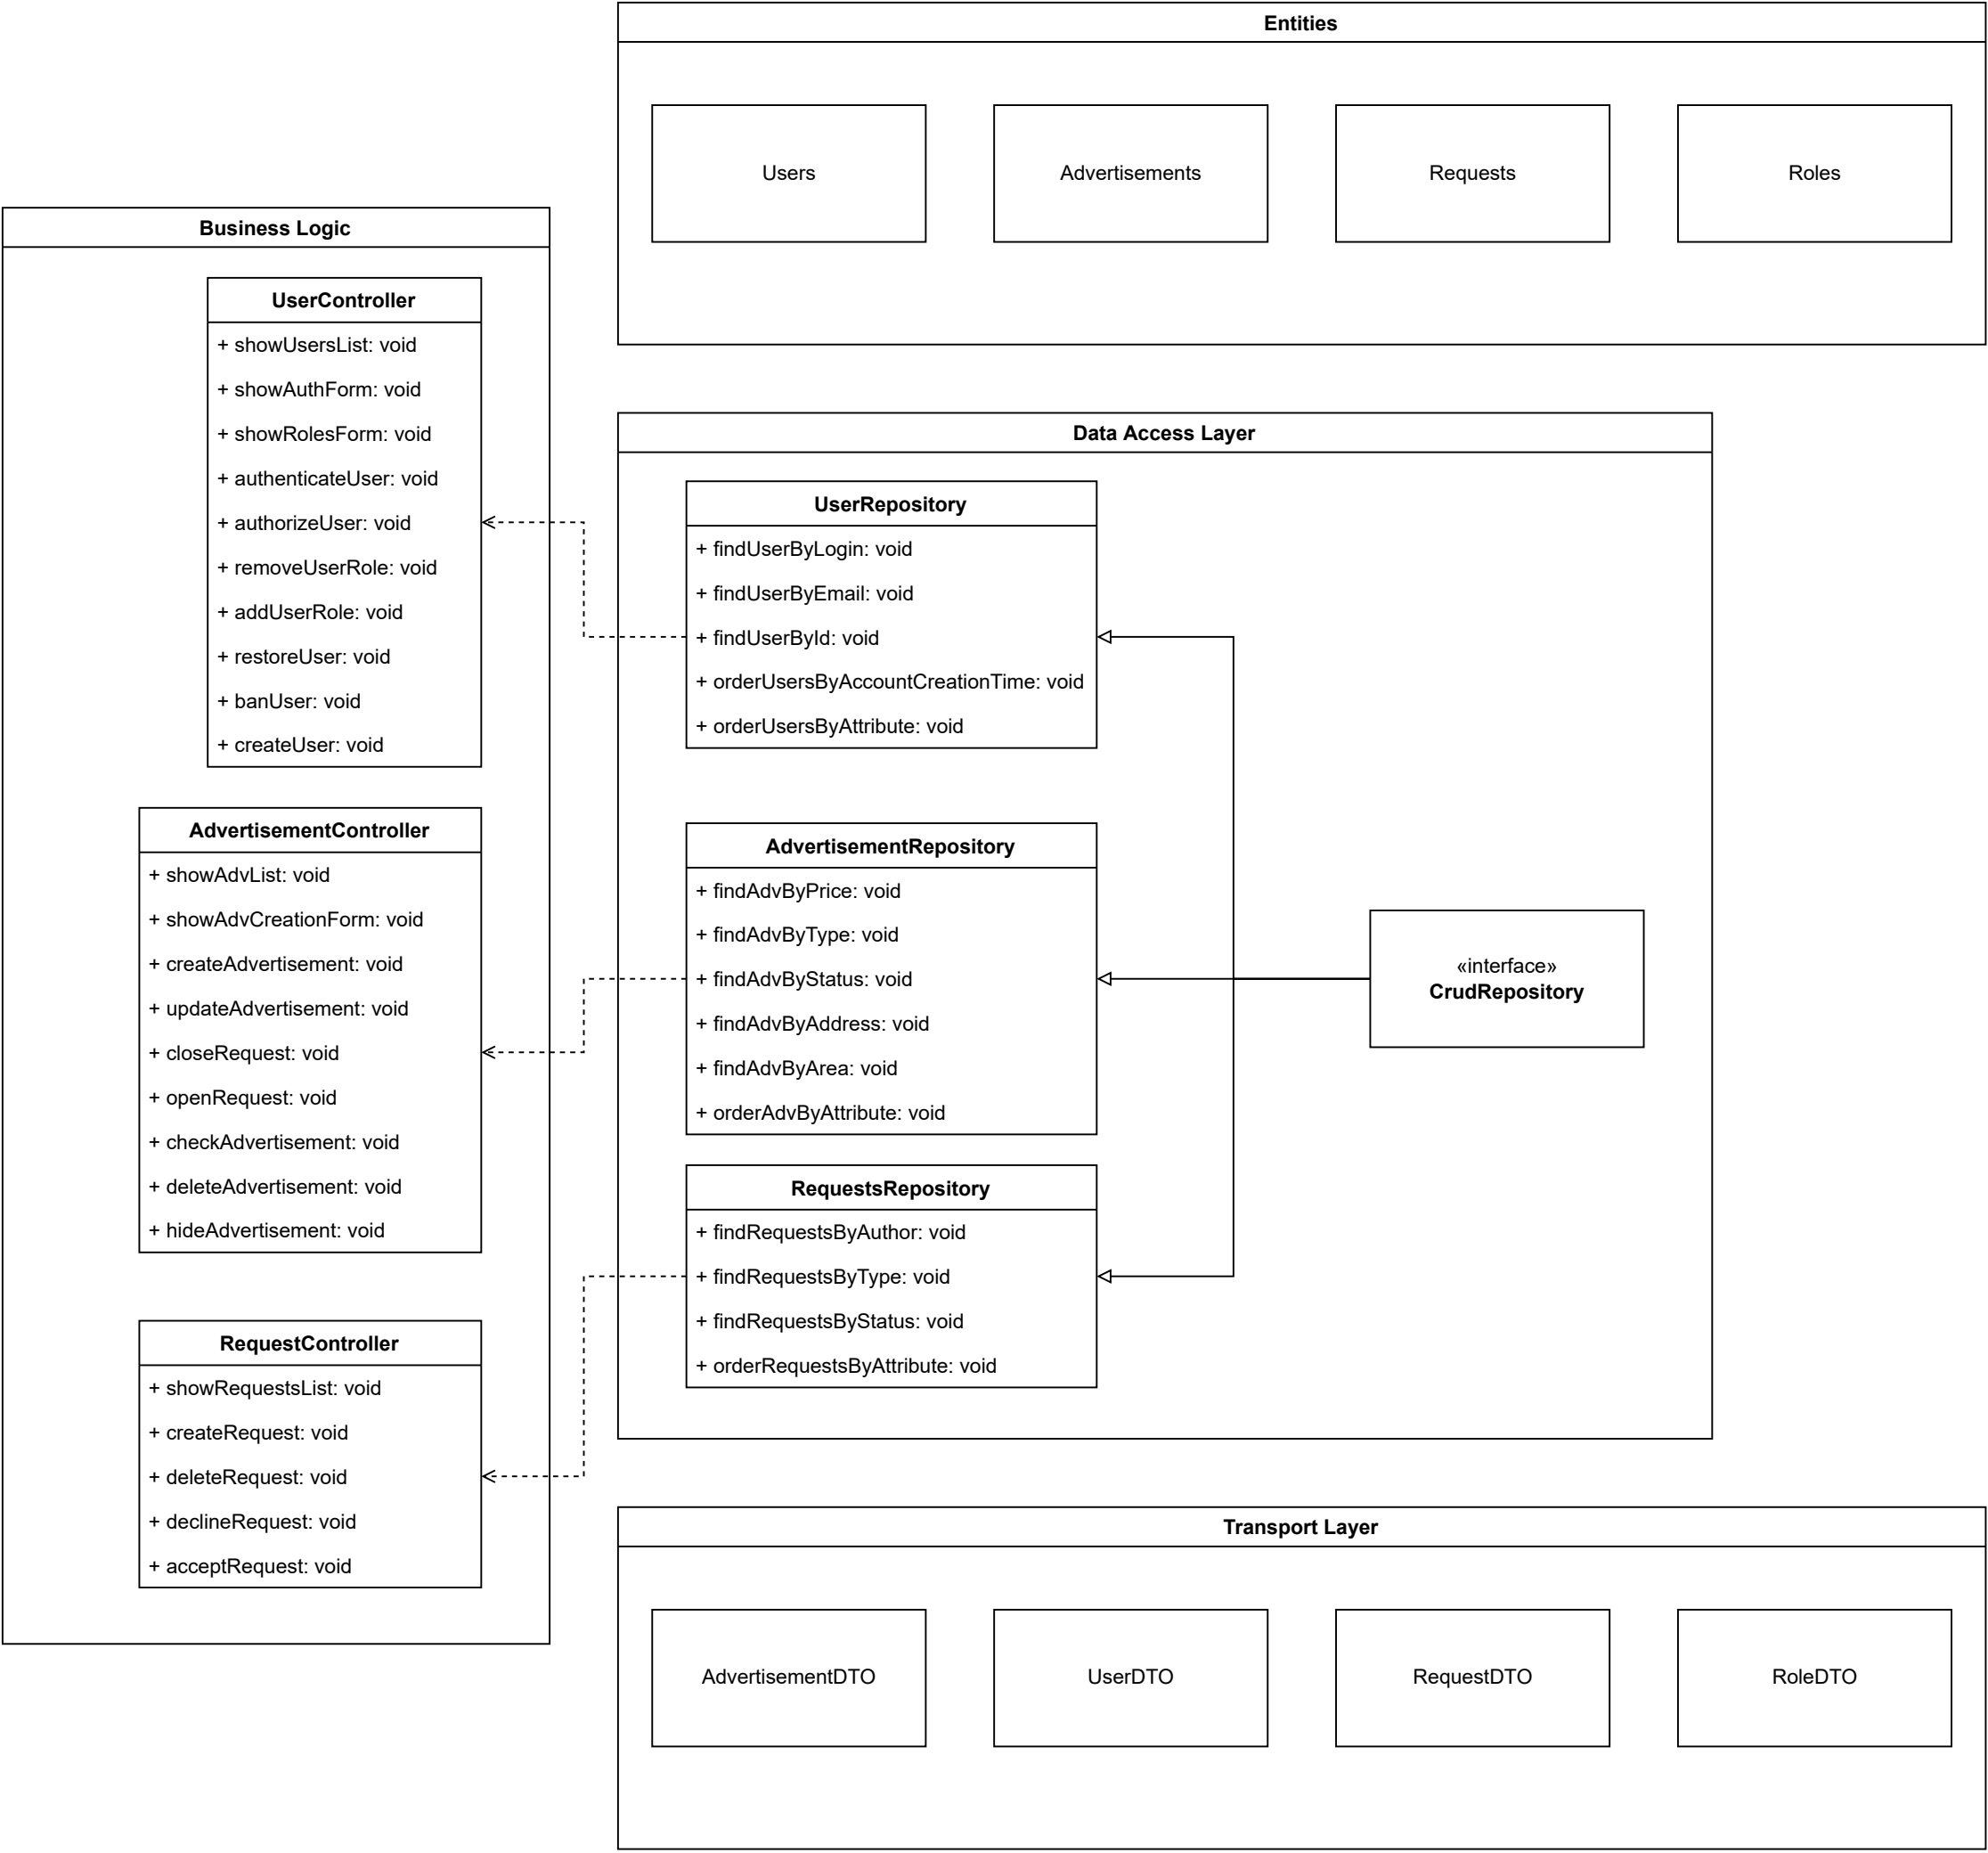 Entities
Users
Advertisements
Requests
Roles
Business Logic
UserController
+ showUsersList: void
+ showAuthForm: void
+ showRolesForm: void
+ authenticateUser: void
+ authorizeUser: void
+ removeUserRole: void
+ addUserRole: void
+ restoreUser: void
+ banUser: void
+ createUser: void
AdvertisementController
+ showAdvList: void
+ showAdvCreationForm: void
+ createAdvertisement: void
+ updateAdvertisement: void
+ closeRequest: void
+ openRequest: void
+ checkAdvertisement: void
+ deleteAdvertisement: void
+ hideAdvertisement: void
RequestController
+ showRequestsList: void
+ createRequest: void
+ deleteRequest: void
+ declineRequest: void
+ acceptRequest: void
Data Access Layer
UserRepository
+ findUserByLogin: void
+ findUserByEmail: void
+ findUserById: void
+ orderUsersByAccountCreationTime: void
+ orderUsersByAttribute: void
AdvertisementRepository
+ findAdvByPrice: void
+ findAdvByType: void
+ findAdvByStatus: void
+ findAdvByAddress: void
+ findAdvByArea: void
+ orderAdvByAttribute: void
RequestsRepository
+ findRequestsByAuthor: void
+ findRequestsByType: void
+ findRequestsByStatus: void
+ orderRequestsByAttribute: void
«interface»
CrudRepository
Transport Layer
AdvertisementDTO
UserDTO
RequestDTO
RoleDTO